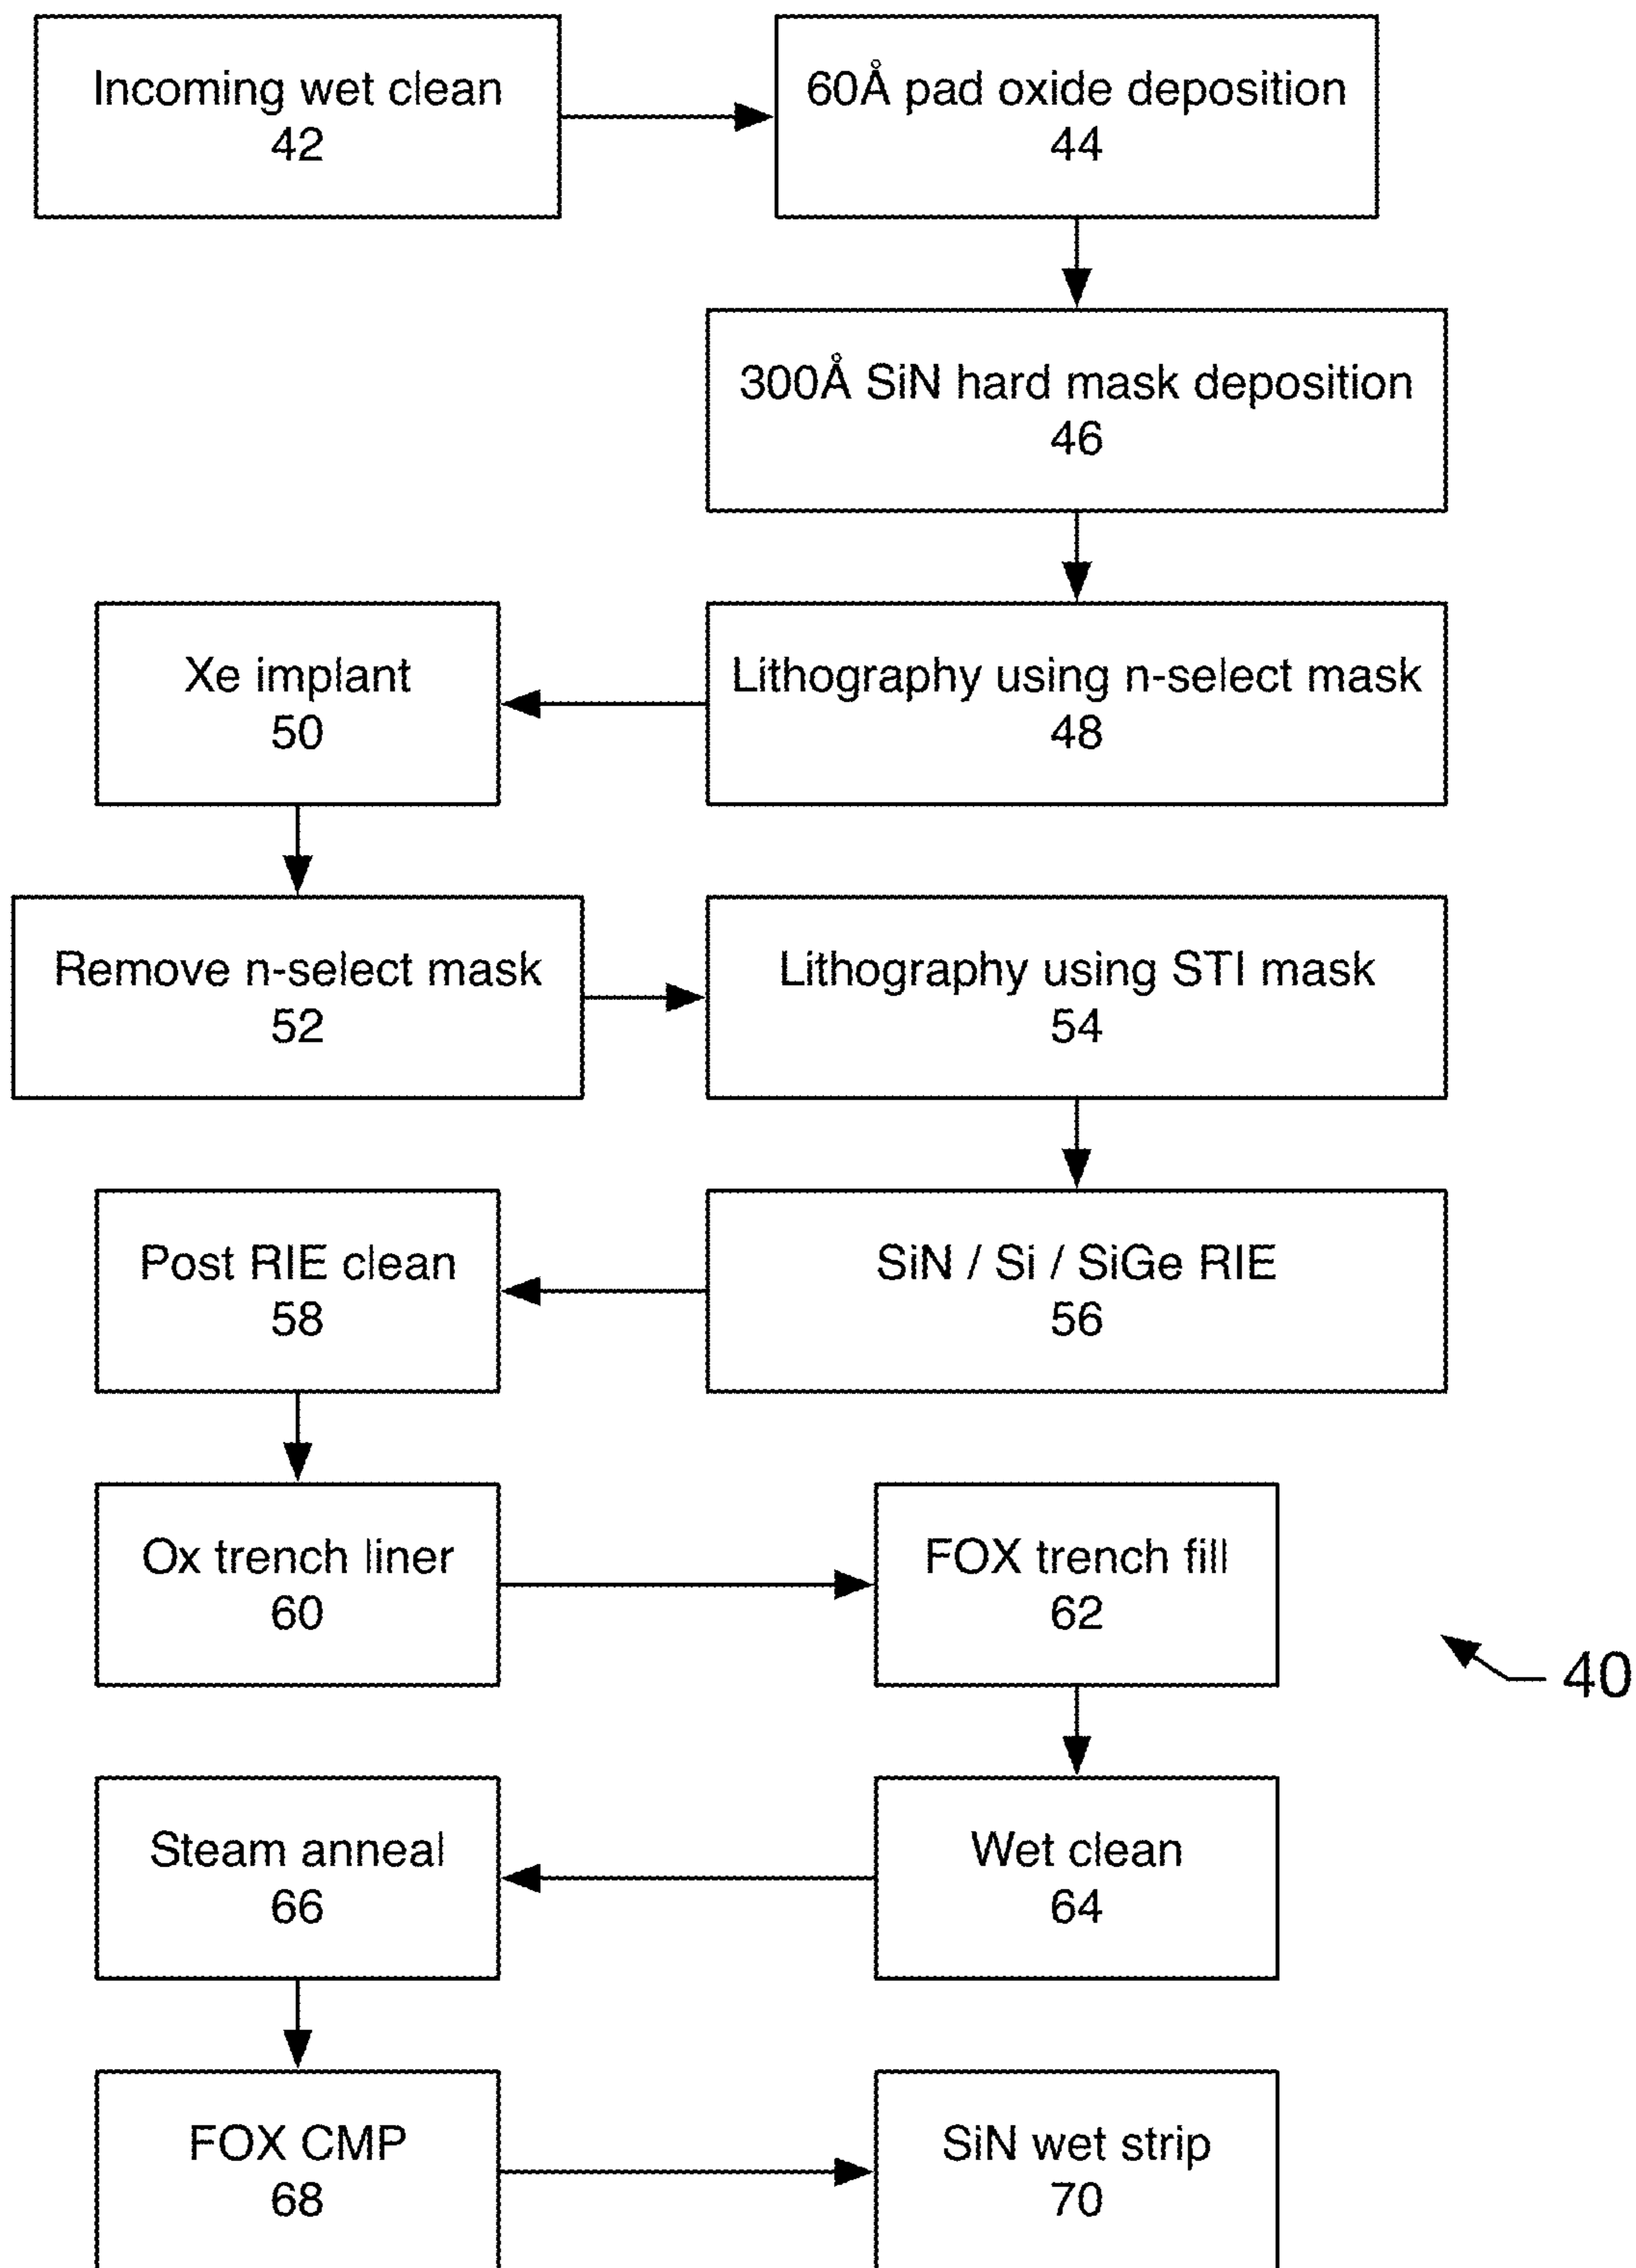 Incoming wet clean
42
60Å pad oxide deposition
44
300Å SiN hard mask deposition
46
Lithography using n-select mask
48
Xe implant
50
Remove n-select mask
52
Lithography using STI mask
54
SiN / Si / SiGe RIE
56
Post RIE clean
58
Ox trench liner
60
FOX trench fill
62
40
Wet clean
64
Steam anneal
66
FOX CMP
68
SiN wet strip
70